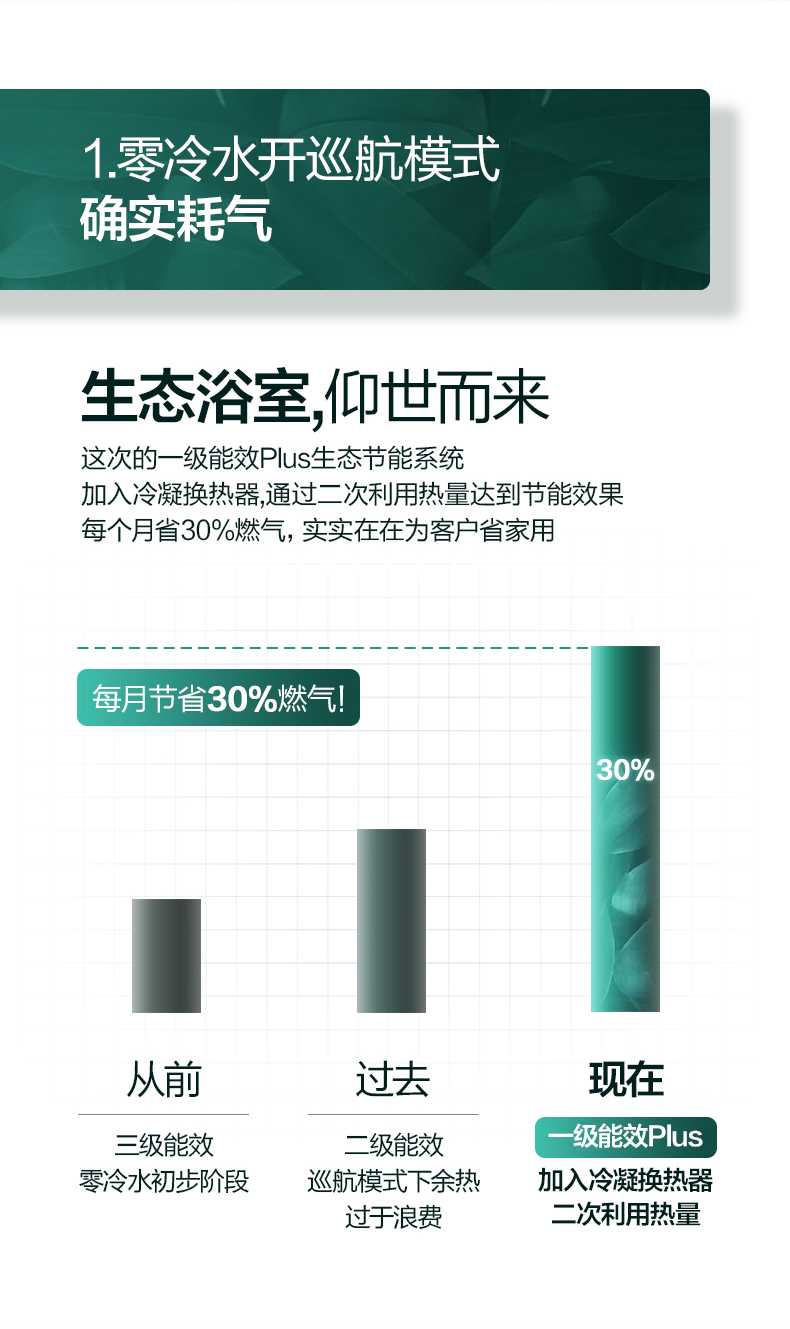 1.零冷水开巡航模式
确实耗气
生态浴室,仰世而来
这次的一级能效Plus生态节能系统
加入冷凝换热器,通过二次利用热量达到节能效果
每个月省30%燃气，实实在在为客户省家用
每月节省30%燃气!
30%
从前
过去
现在
三级能效
零冷水初步阶段
二级能效
巡航模式下余热
过于浪费
一级能效Plus
加入冷凝换热器
二次利用热量